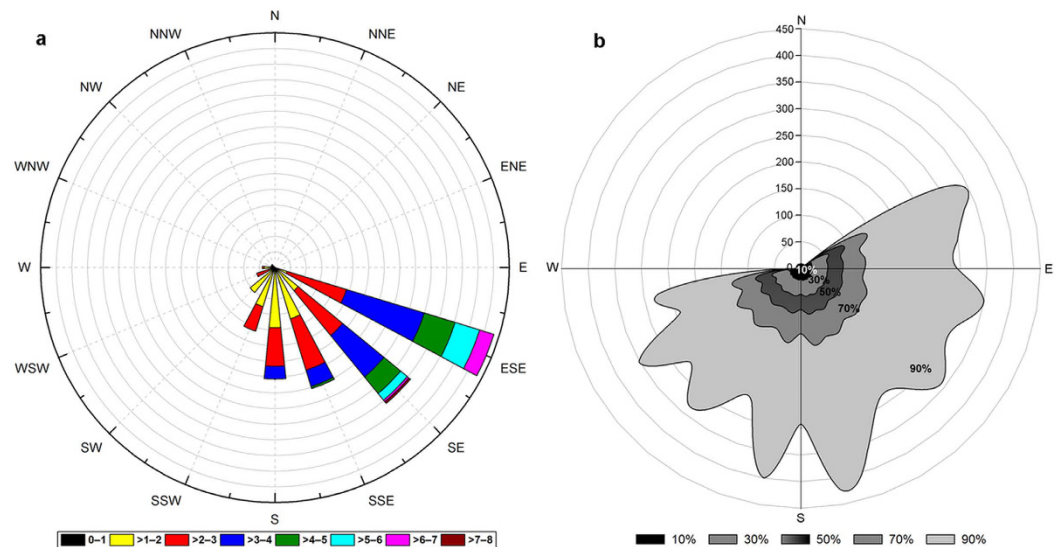 a
N
NNE
NE
ENE
E
ESE
SE
SSE
S
SSW
SW
WSW
W
WNW
NW
NNW
0–1 >1–2 >2–3 >3–4 >4–5 >5–6 >6–7 >7–8
b
N
450
400
350
300
250
200
150
100
50
0
W
E
S
10%
30%
50%
70%
90%
10% 30% 50% 70% 90%